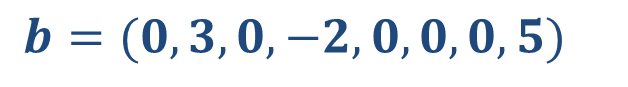 b = (0, 3, 0, −2, 0, 0, 0, 5)